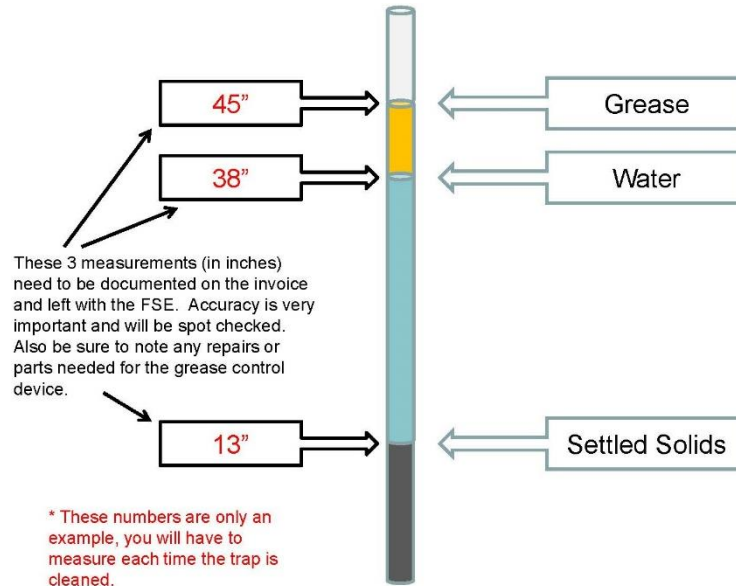 45”
Grease
38”
Water
These 3 measurements (in inches)
need to be documented on the invoice
and left with the FSE.  Accuracy is very
important and will be spot checked.
Also be sure to note any repairs or
parts needed for the grease control
device.
13”
Settled Solids
* These numbers are only an
example, you will have to
measure each time the trap is
cleaned.